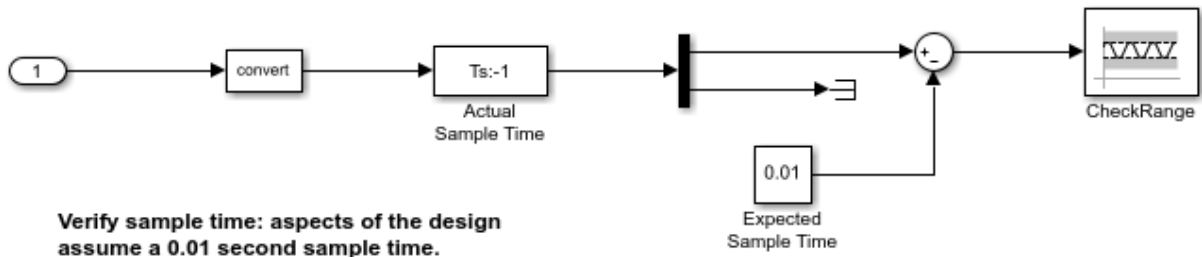 1
convert
Ts:-1
Actual
Sample Time
+
-
CheckRange
0.01
Expected
Sample Time
Verify sample time: aspects of the design
assume a 0.01 second sample time.